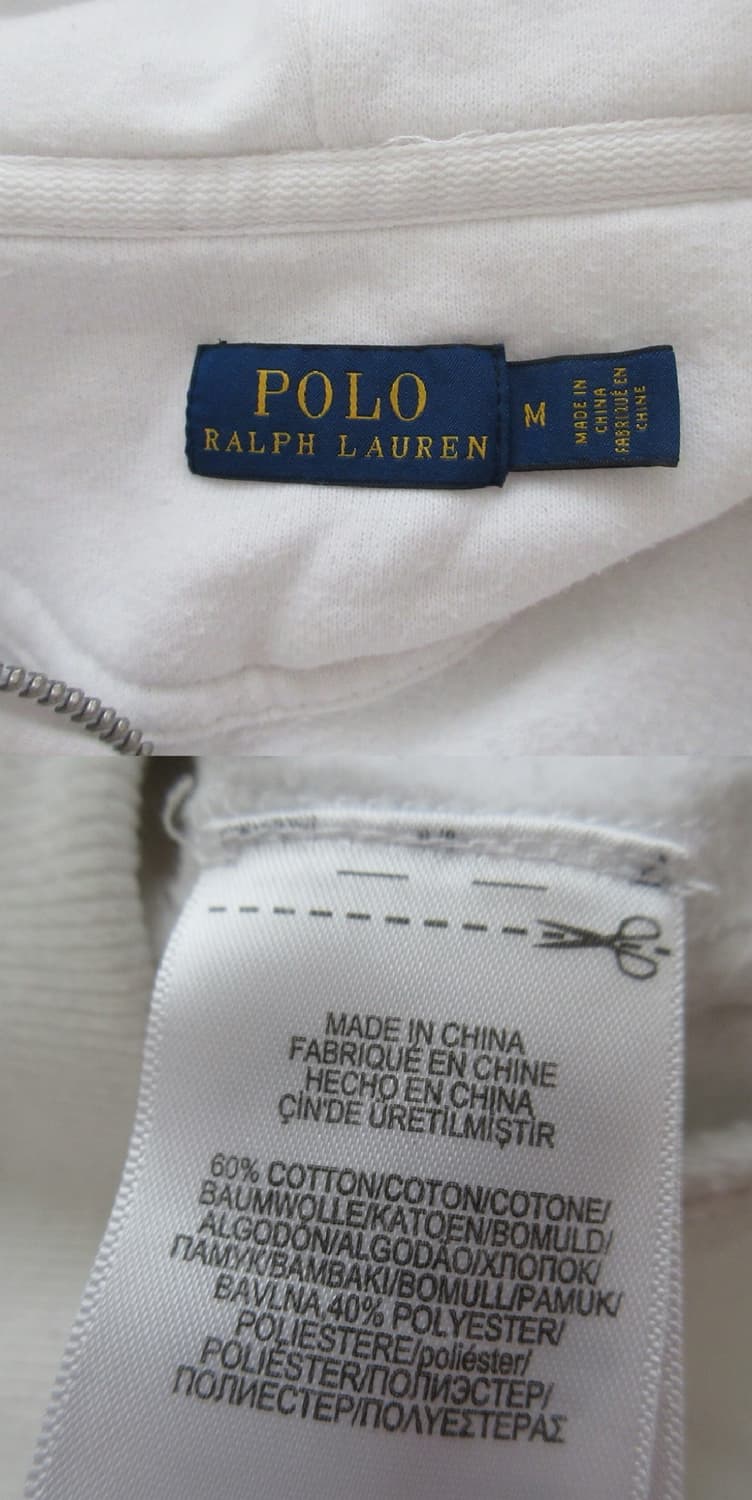 POLO
RALPH LAUREN
M
MADE IN
CHINA
FABRIQUÉ EN
CHINE
MADE IN CHINA
FABRIQUÉ EN CHINE
HECHO EN CHINA
ÇİN'DE ÜRETİLMİŞTİR
60% COTTON/COTON/COTONE/
BAUMWOLLE/KATOEN/BOMULD/
ALGODÓN/ALGODÃO/ХЛОПОК/
ПАМУК/BAMBAKI/BOMULL/PAMUK/
BAVLNA 40% POLYESTER/
POLIESTERE/poliéster/
POLIÉSTER/ПОЛИЭСТЕР/
ПОЛИЕСТЕР/ΠΟΛΥΕΣΤΕΡΑΣ